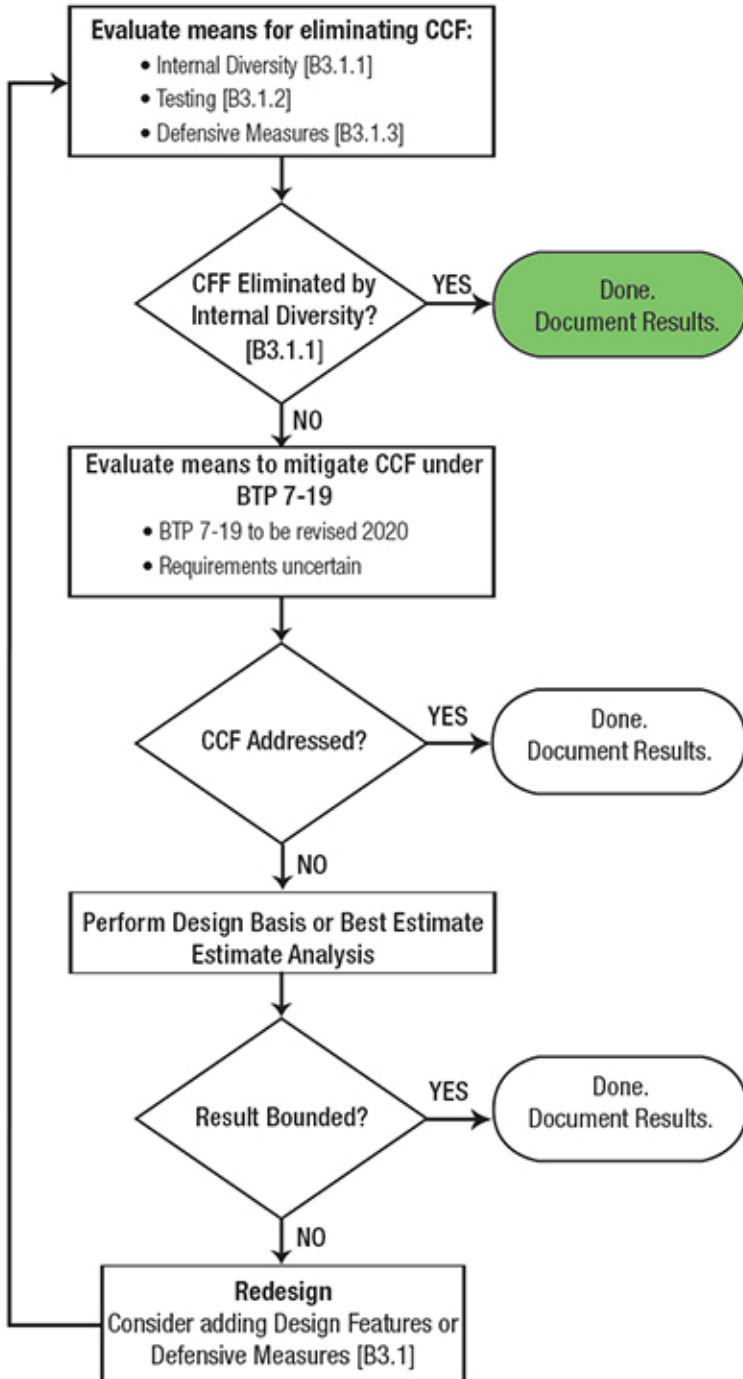 Evaluate means for eliminating CCF:
• Internal Diversity [B3.1.1]
• Testing [B3.1.2]
• Defensive Measures [B3.1.3]
CFF Eliminated by
Internal Diversity?
[B3.1.1]
YES
Done.
Document Results.
NO
Evaluate means to mitigate CCF under
BTP 7-19
• BTP 7-19 to be revised 2020
• Requirements uncertain
CCF Addressed?
YES
Done.
Document Results.
NO
Perform Design Basis or Best Estimate
Estimate Analysis
Result Bounded?
YES
Done.
Document Results.
NO
Redesign
Consider adding Design Features or
Defensive Measures [B3.1]